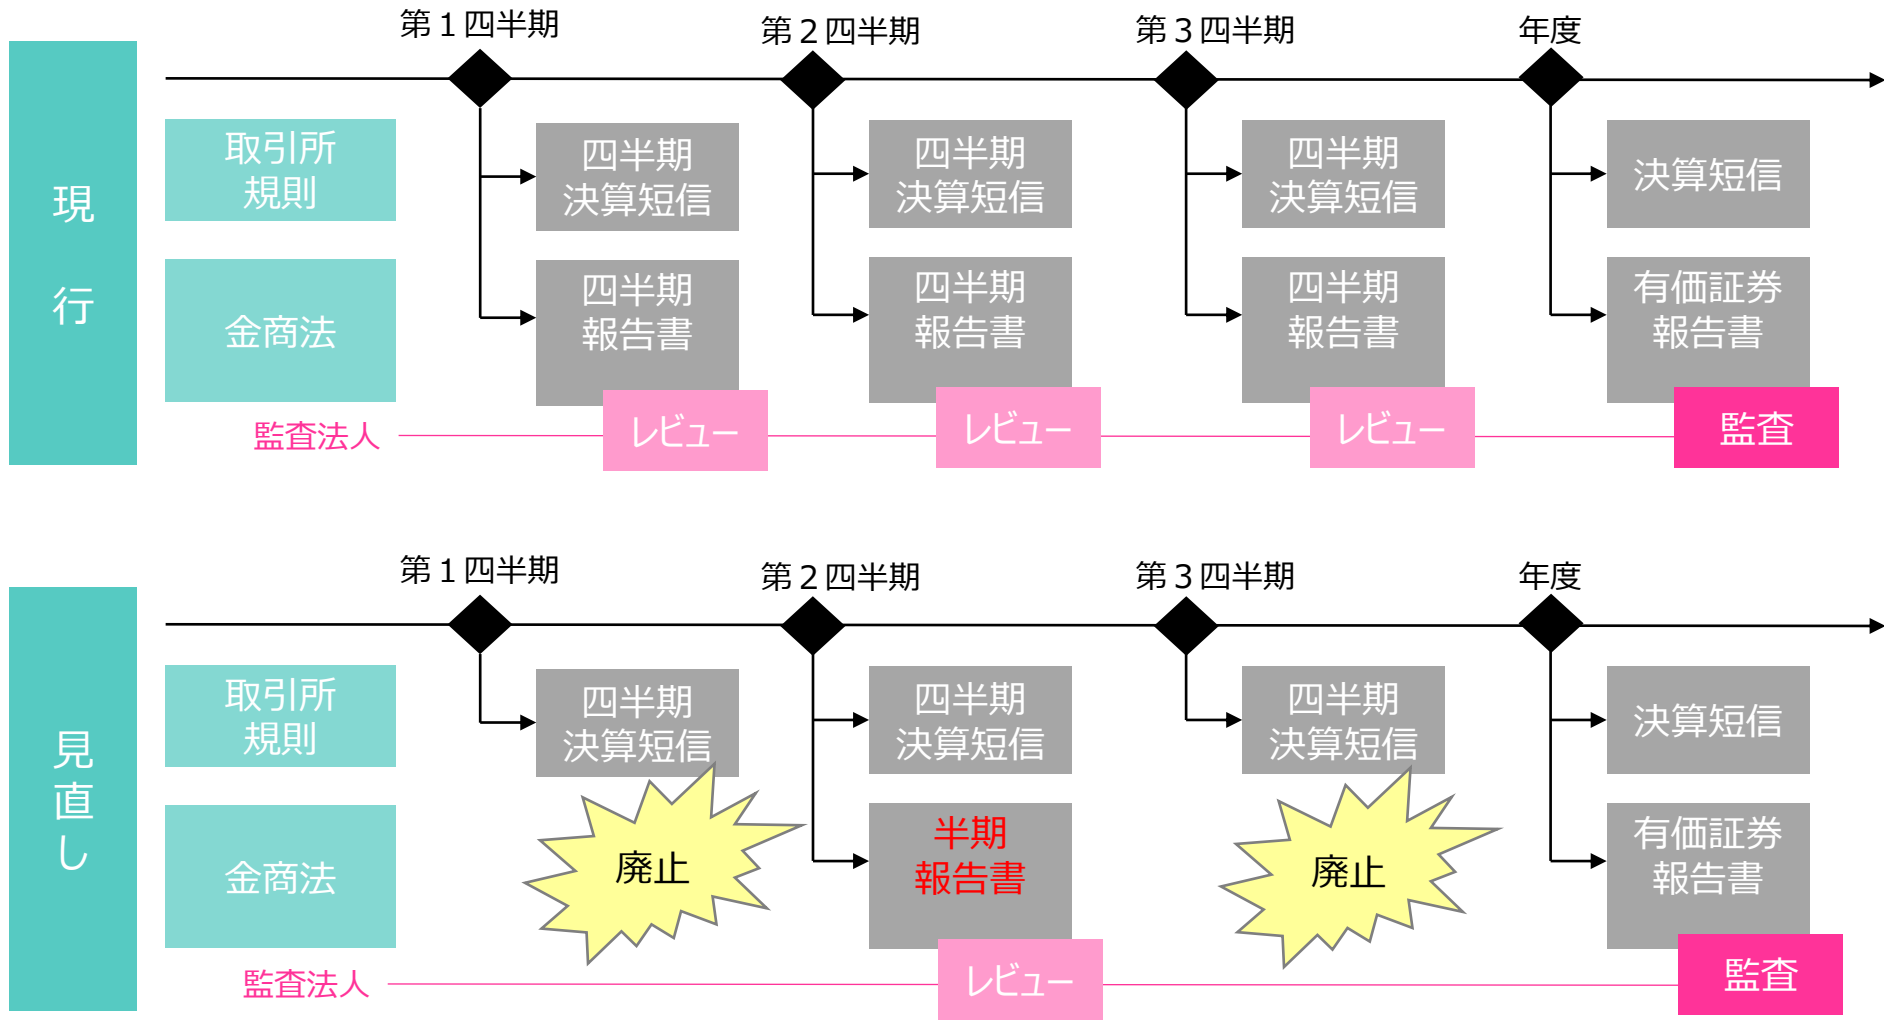 現行
第１四半期
第２四半期
第３四半期
年度
取引所
規則
四半期
決算短信
四半期
決算短信
四半期
決算短信
決算短信
金商法
四半期
報告書
四半期
報告書
四半期
報告書
有価証券
報告書
監査法人
レビュー
レビュー
レビュー
監査
見直し
第１四半期
第２四半期
第３四半期
年度
取引所
規則
四半期
決算短信
四半期
決算短信
四半期
決算短信
決算短信
金商法
廃止
半期
報告書
廃止
有価証券
報告書
監査法人
レビュー
監査